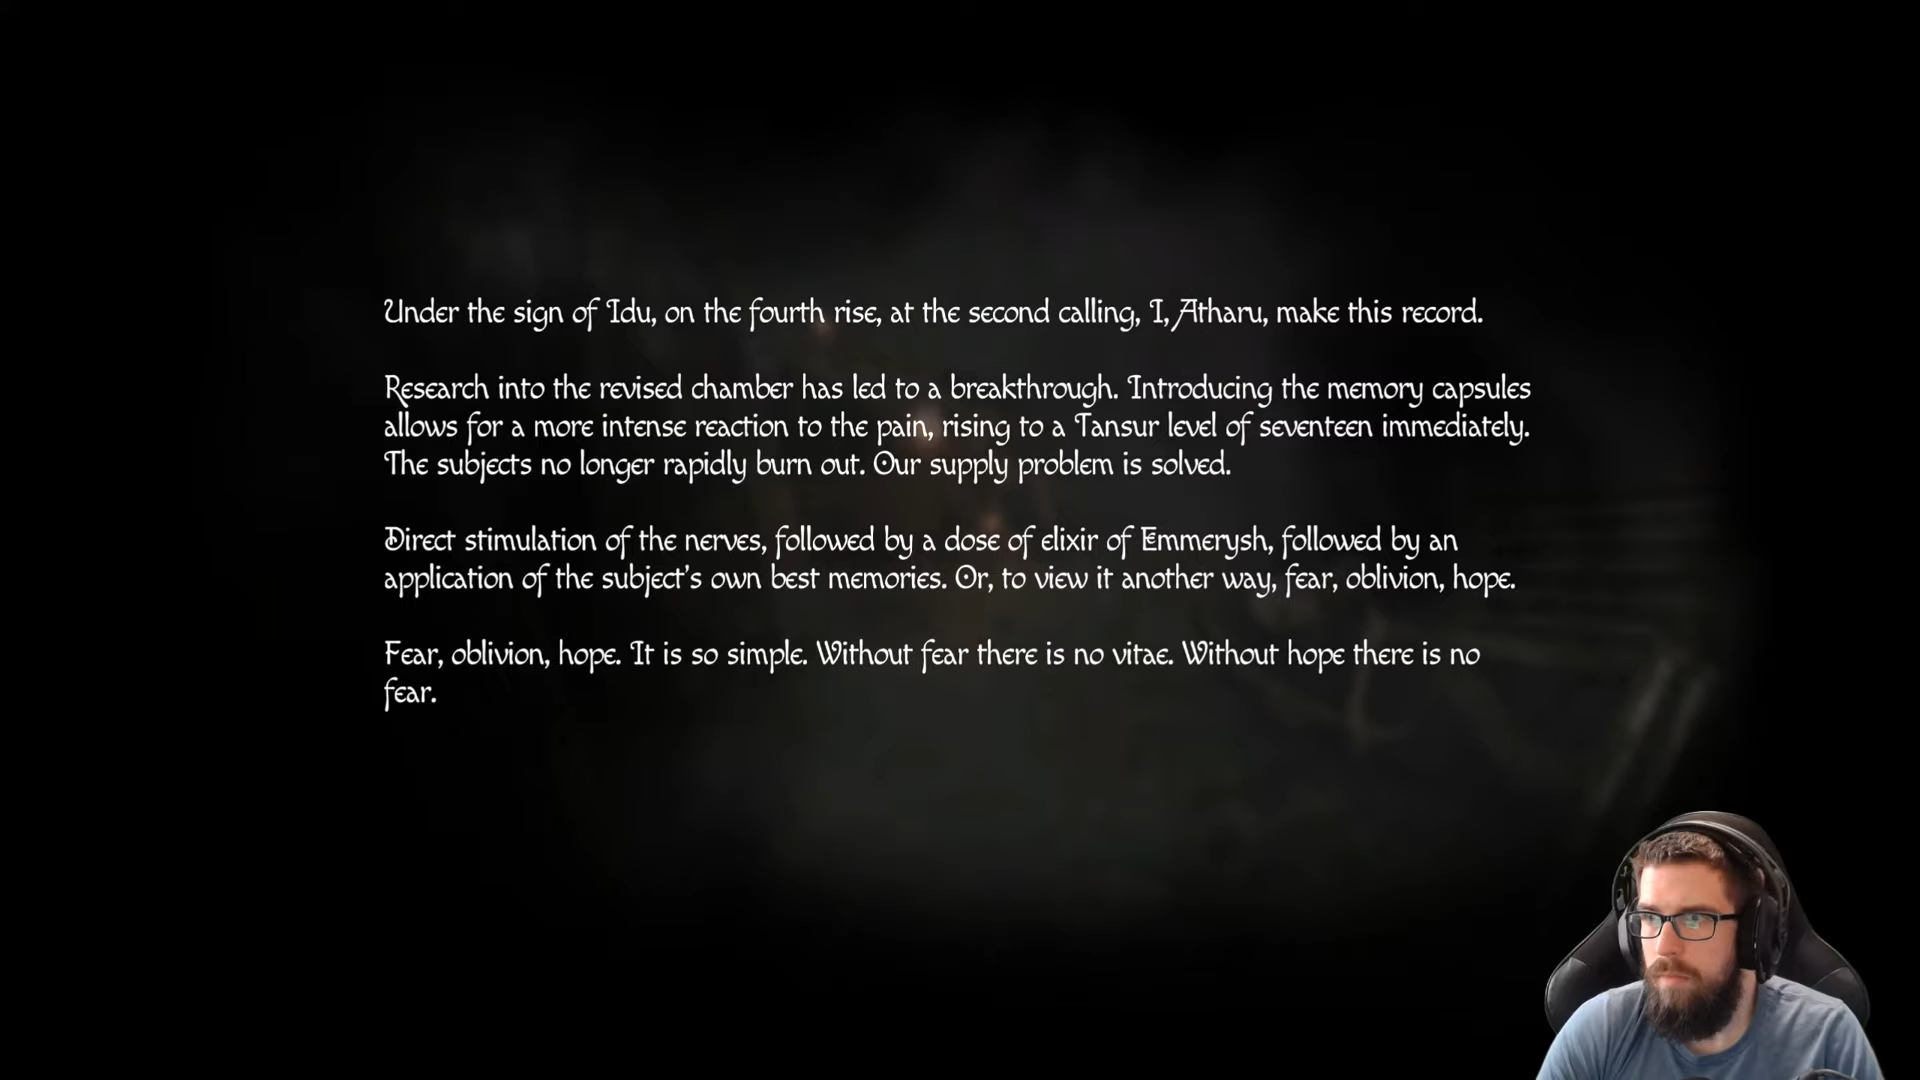 Under the sign of Idu, on the fourth rise, at the second calling, I, Atharu, make this record.
Research into the revised chamber has led to a breakthrough. Introducing the memory capsules
allows for a more intense reaction to the pain, rising to a Tansur level of seventeen immediately.
The subjects no longer rapidly burn out. Our supply problem is solved.
Direct stimulation of the nerves, followed by a dose of elixir of Emmerysh, followed by an
application of the subject's own best memories. Or, to view it another way, fear, oblivion, hope.
Fear, oblivion, hope. It is so simple. Without fear there is no vitae. Without hope there is no
fear.